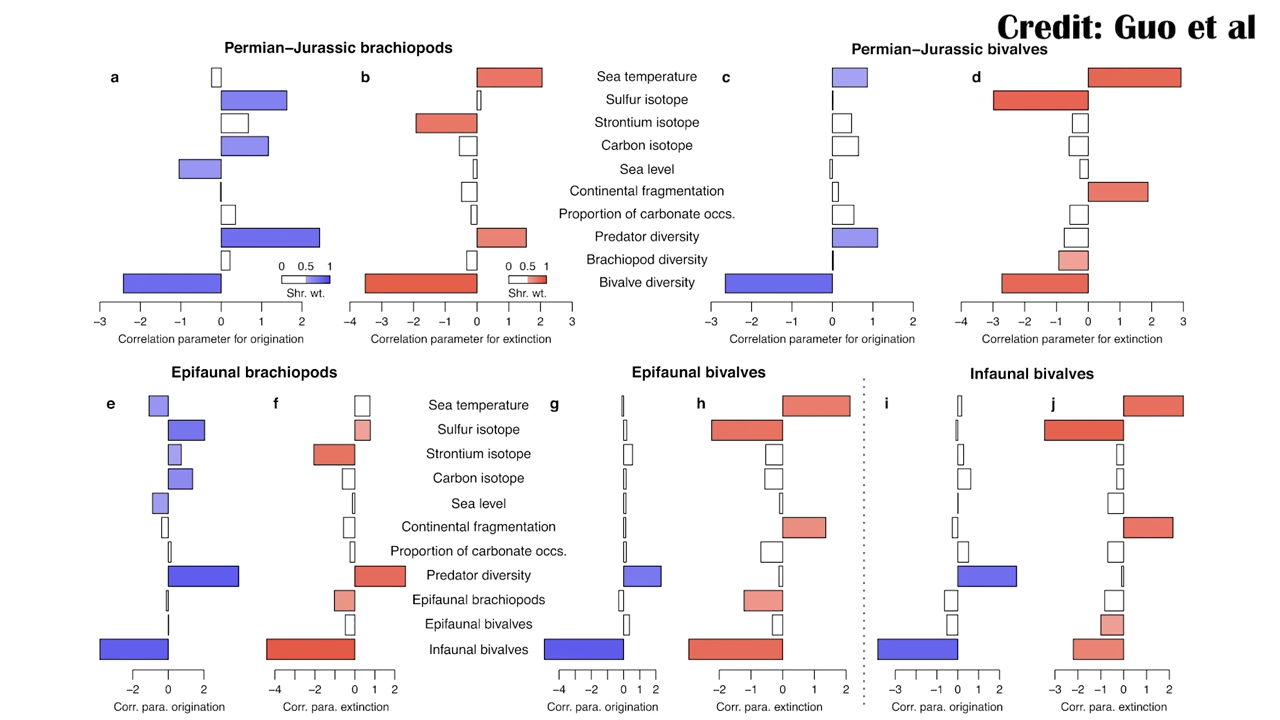 Credit: Guo et al
Permian–Jurassic brachiopods
Permian–Jurassic bivalves
a
b
c
d
Sea temperature
Sulfur isotope
Strontium isotope
Carbon isotope
Sea level
Continental fragmentation
Proportion of carbonate occs.
Predator diversity
Brachiopod diversity
Bivalve diversity
0 0.5 1
Shr. wt.
0 0.5 1
Shr. wt.
−3 −2 −1 0 1 2
−4 −3 −2 −1 0 1 2 3
−3 −2 −1 0 1 2
−4 −3 −2 −1 0 1 2 3
Correlation parameter for origination
Correlation parameter for extinction
Correlation parameter for origination
Correlation parameter for extinction
Epifaunal brachiopods
Epifaunal bivalves
Infaunal bivalves
e
f
g
h
i
j
Sea temperature
Sulfur isotope
Strontium isotope
Carbon isotope
Sea level
Continental fragmentation
Proportion of carbonate occs.
Predator diversity
Epifaunal brachiopods
Epifaunal bivalves
Infaunal bivalves
−2 0 2
−4 −2 0 1 2
−4 −2 0 1 2
−2 −1 0 1 2
−3 −1 0 1 2
−3 −2 −1 0 1 2
Corr. para. origination
Corr. para. extinction
Corr. para. origination
Corr. para. extinction
Corr. para. origination
Corr. para. extinction